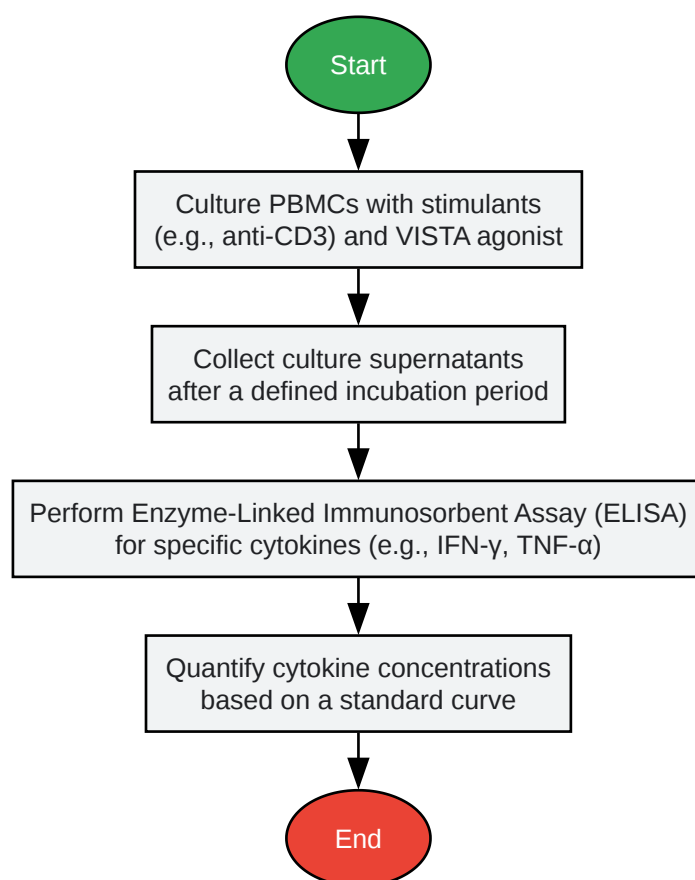 Start
Culture PBMCs with stimulants
(e.g., anti-CD3) and VISTA agonist
Collect culture supernatants
after a defined incubation period
Perform Enzyme-Linked Immunosorbent Assay (ELISA)
for specific cytokines (e.g., IFN-γ, TNF-α)
Quantify cytokine concentrations
based on a standard curve
End